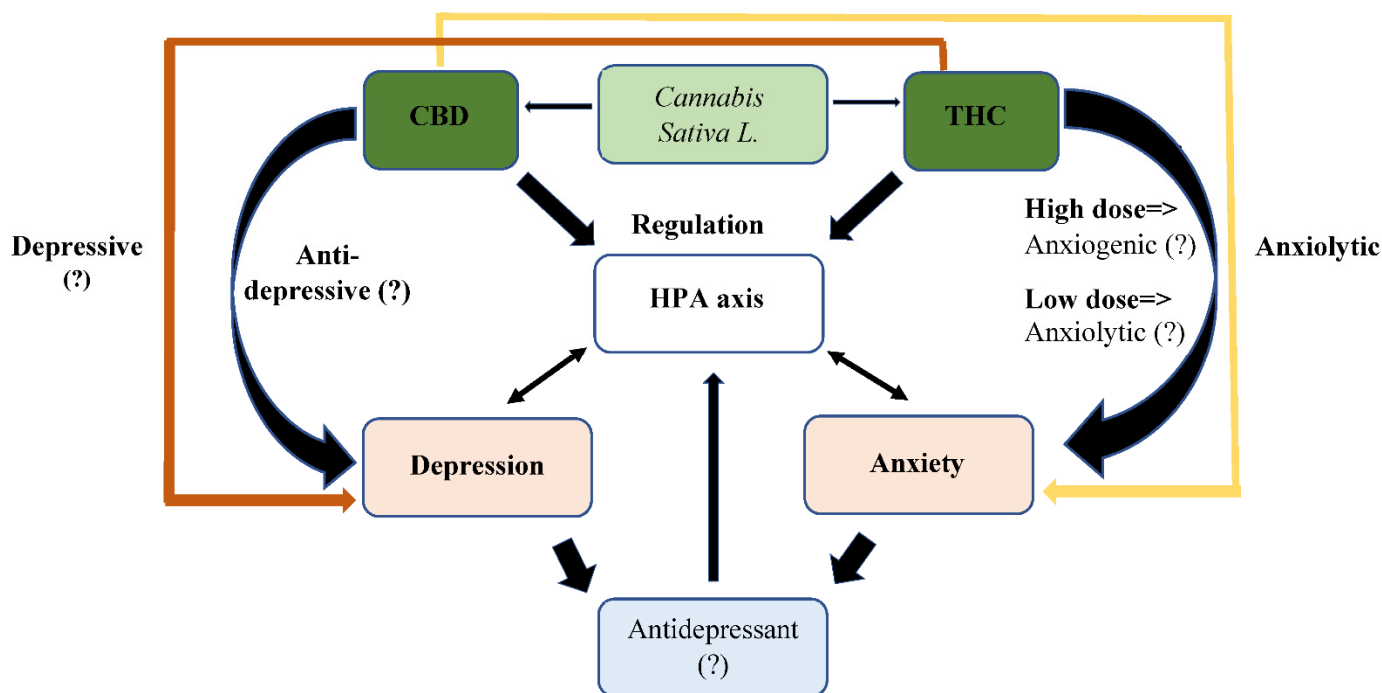 CBD
Cannabis
Sativa L.
THC
Depressive
(?)
Anti-
depressive (?)
Regulation
HPA axis
High dose=>
Anxiogenic (?)
Low dose=>
Anxiolytic (?)
Anxiolytic
Depression
Anxiety
Antidepressant
(?)